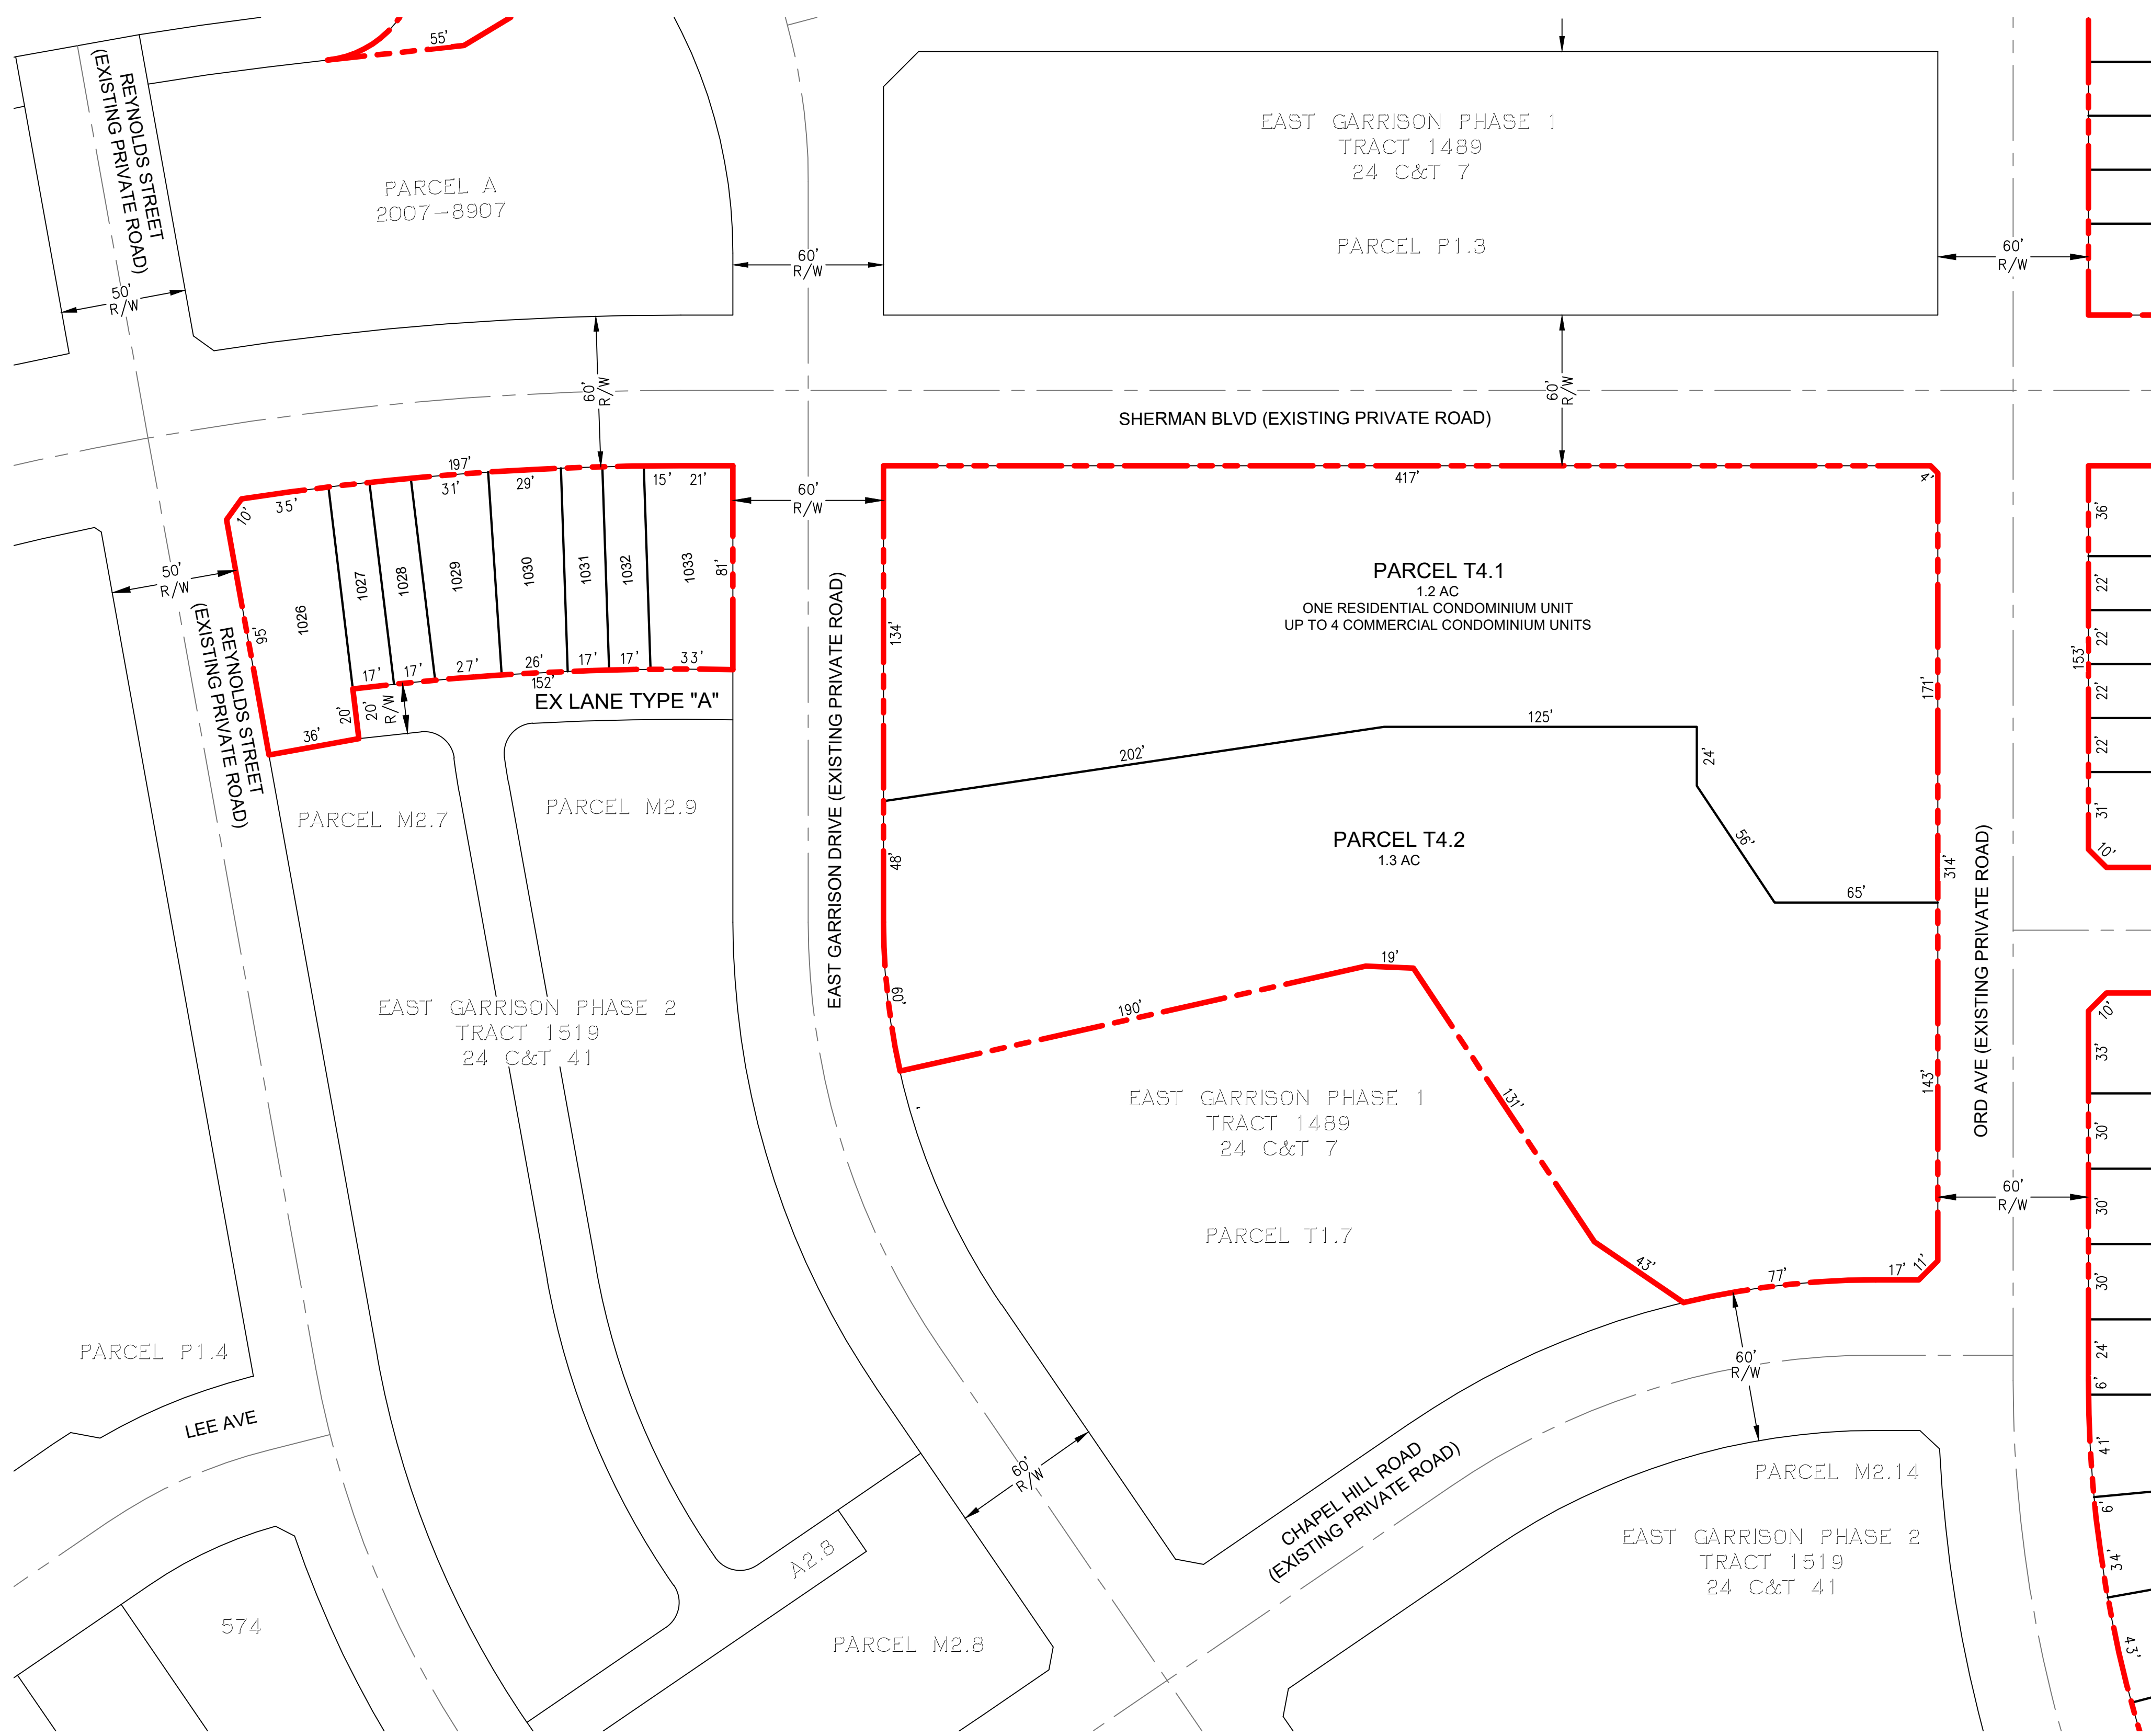 55'
REYNOLDS STREET
(EXISTING PRIVATE ROAD)
PARCEL A
2007-8907
50'
R/W
60'
R/W
EAST GARRISON PHASE 1
TRACT 1489
24 C&T 7
PARCEL P1.3
60'
R/W
60'
R/W
60'
R/W
SHERMAN BLVD (EXISTING PRIVATE ROAD)
197'
10'
35'
31'
29'
15'
21'
1026
1027
1028
1029
1030
1031
1032
1033
81'
95'
50'
R/W
REYNOLDS STREET
(EXISTING PRIVATE ROAD)
17'
17'
27'
26'
17'
17'
33'
152'
20'
20'
R/W
36'
EX LANE TYPE "A"
60'
R/W
EAST GARRISON DRIVE (EXISTING PRIVATE ROAD)
417'
4'
134'
PARCEL T4.1
1.2 AC
ONE RESIDENTIAL CONDOMINIUM UNIT
UP TO 4 COMMERCIAL CONDOMINIUM UNITS
171'
202'
125'
24'
56'
65'
PARCEL T4.2
1.3 AC
48'
60'
314'
ORD AVE (EXISTING PRIVATE ROAD)
190'
19'
131'
143'
43'
77'
17'
11'
36'
22'
22'
153'
22'
22'
31'
10'
10'
33'
30'
30'
30'
24'
6'
41'
6'
34'
43'
60'
R/W
PARCEL M2.7
PARCEL M2.9
EAST GARRISON PHASE 2
TRACT 1519
24 C&T 41
EAST GARRISON PHASE 1
TRACT 1489
24 C&T 7
PARCEL T1.7
60'
R/W
PARCEL P1.4
LEE AVE
60'
R/W
CHAPEL HILL ROAD
(EXISTING PRIVATE ROAD)
PARCEL M2.14
EAST GARRISON PHASE 2
TRACT 1519
24 C&T 41
A2.8
574
PARCEL M2.8